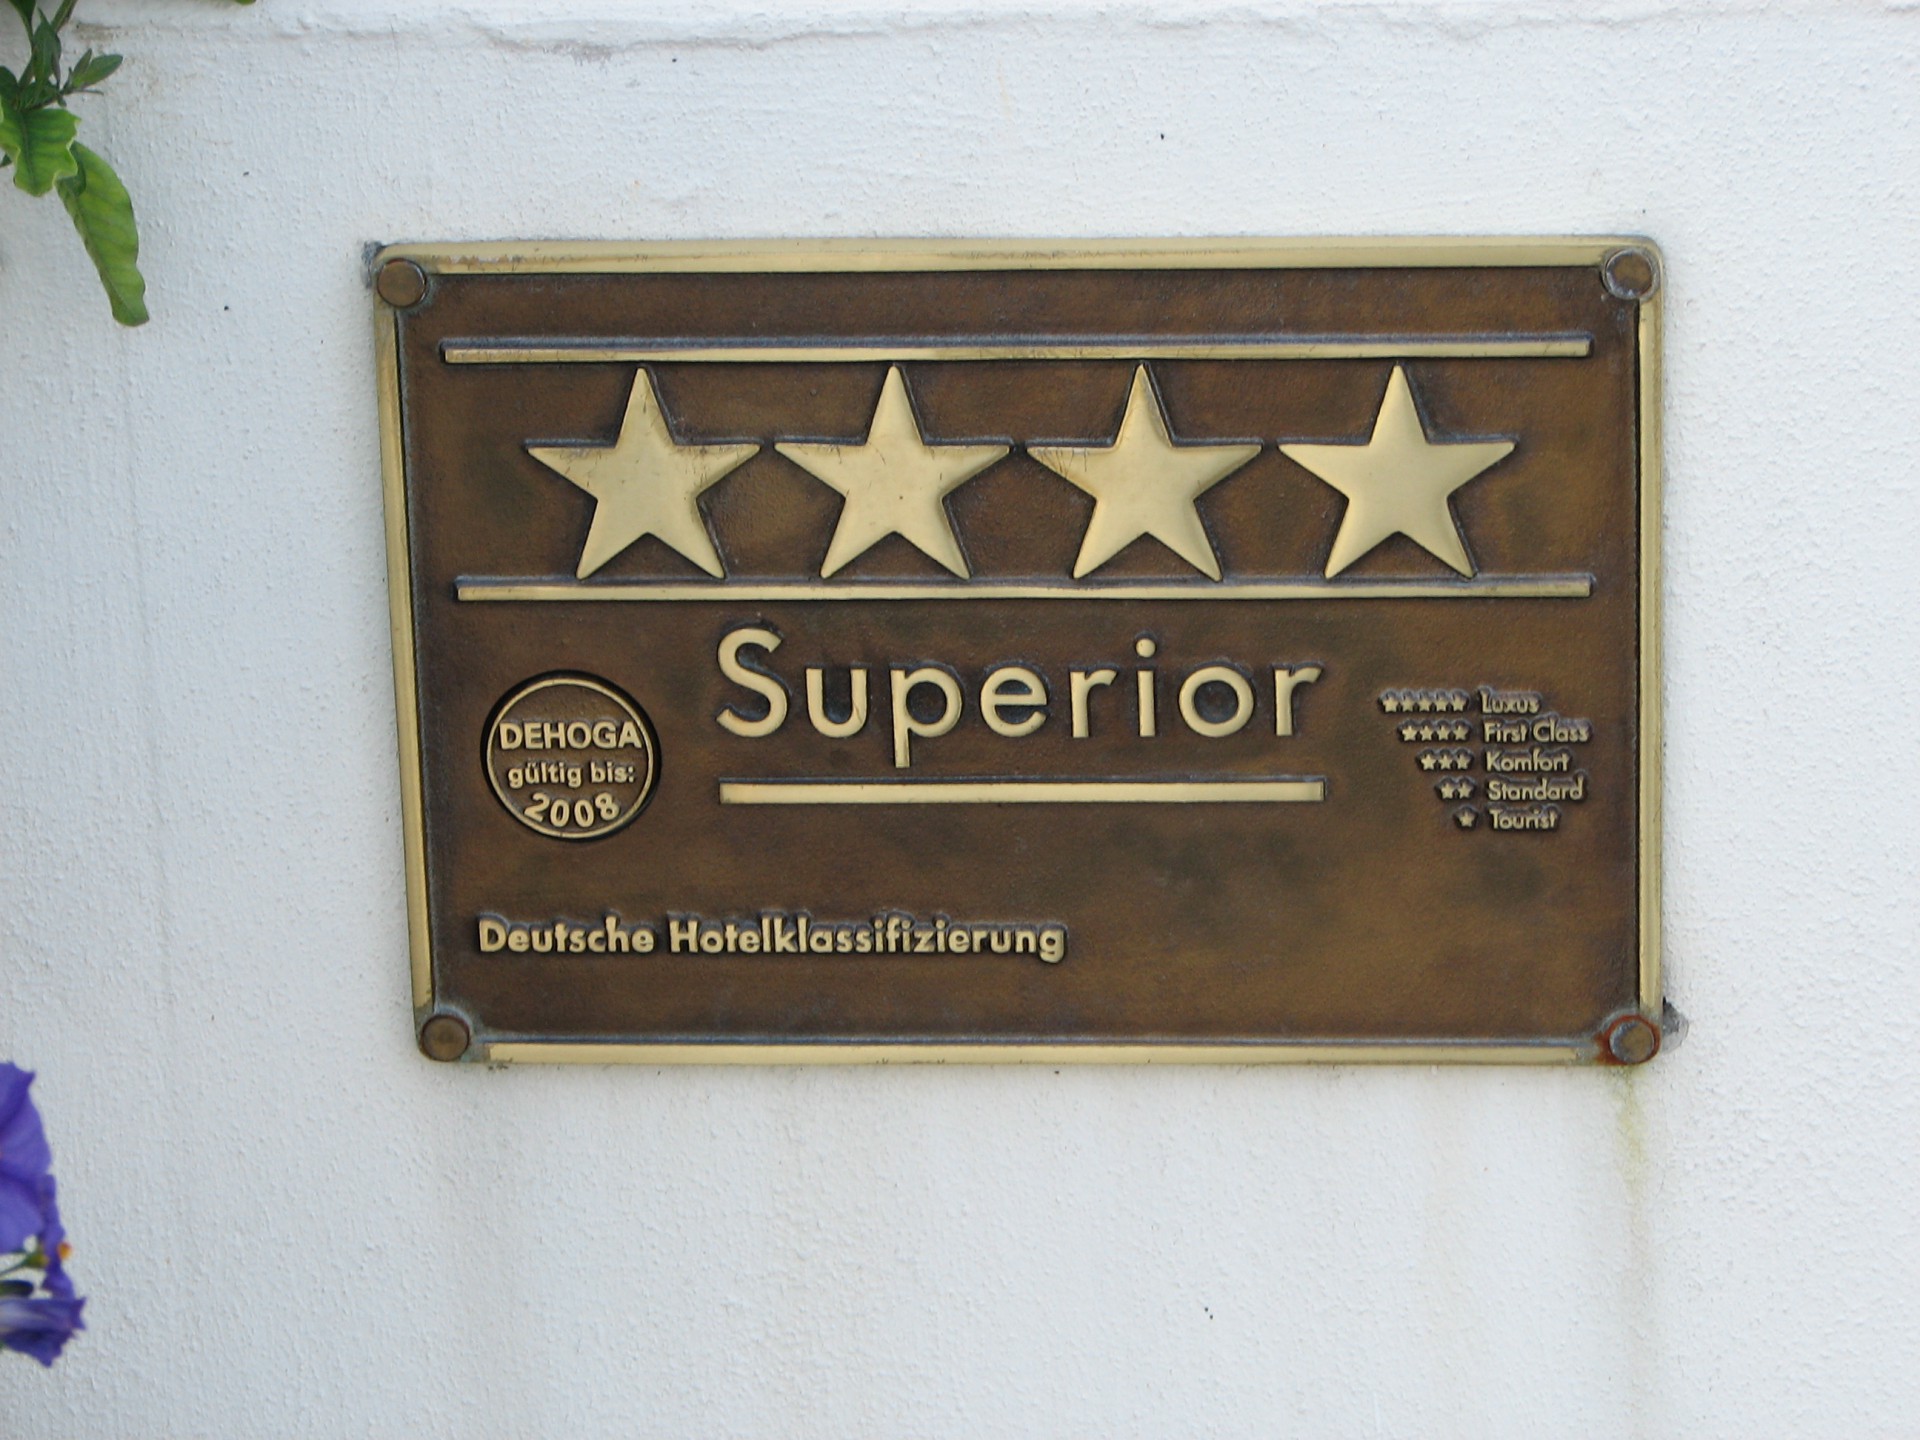 Superior
DEHOGA
gültig bis:
2008
Luxus
First Class
Komfort
Standard
Tourist
Deutsche Hotelklassifizierung